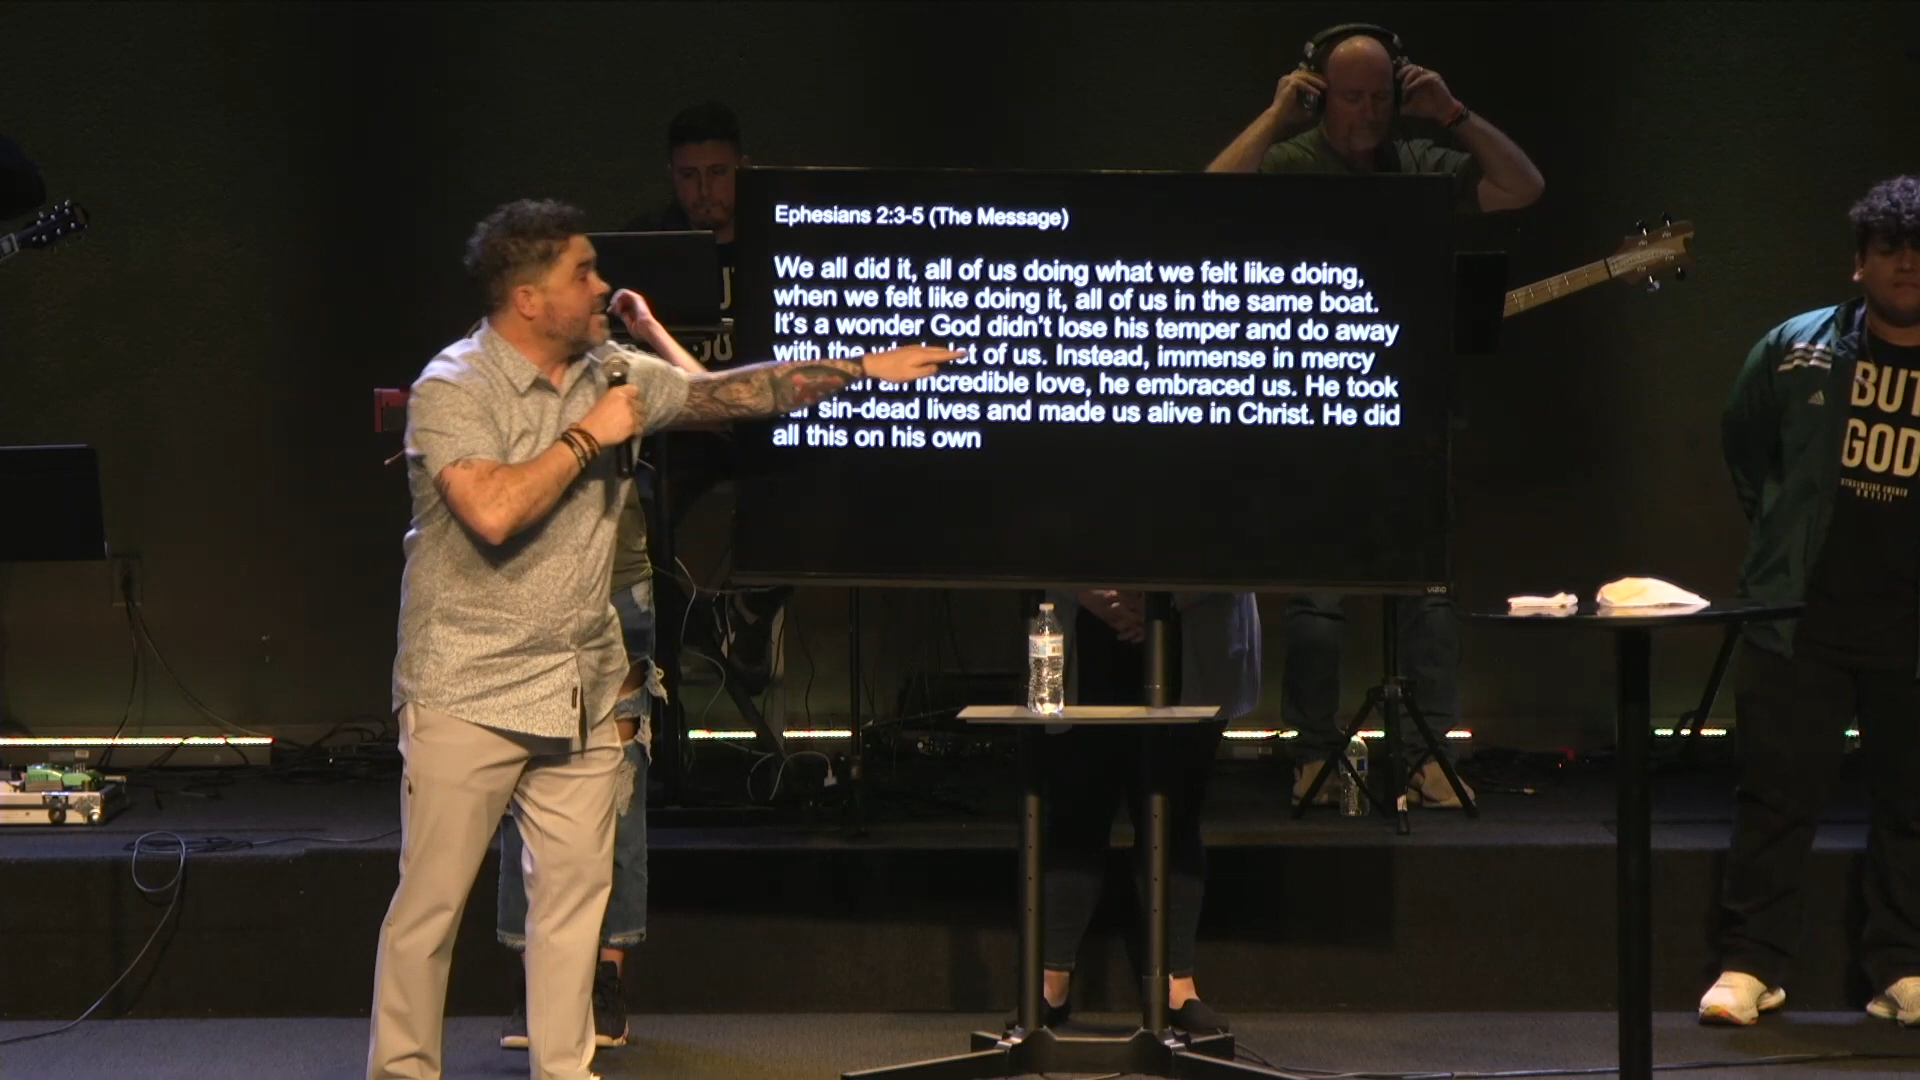 Ephesians 2:3-5 (The Message)
We all did it, all of us doing what we felt like doing,
when we felt like doing it, all of us in the same boat.
It's a wonder God didn't lose his temper and do away
with the lot of us. Instead, immense in mercy
an incredible love, he embraced us. He took
sin-dead lives and made us alive in Christ. He did
all this on his own
VIZIO
BUT
GOD